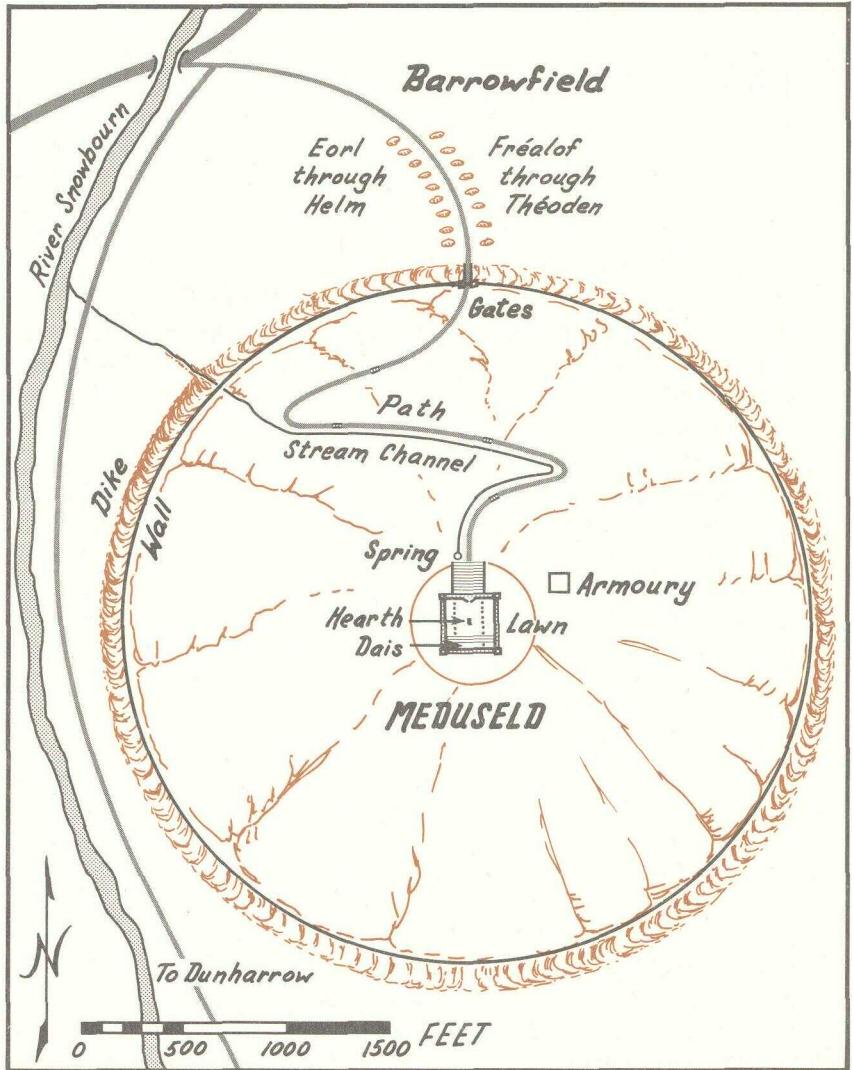 Barrowfield
Eorl
through
Helm
Fréalof
through
Théoden
River Snowbourn
Gates
Path
Stream Channel
Dike
Wall
Spring
Armoury
Hearth
Lawn
Dais
MEDUSELD
N
To Dunharrow
0 500 1000 1500 FEET